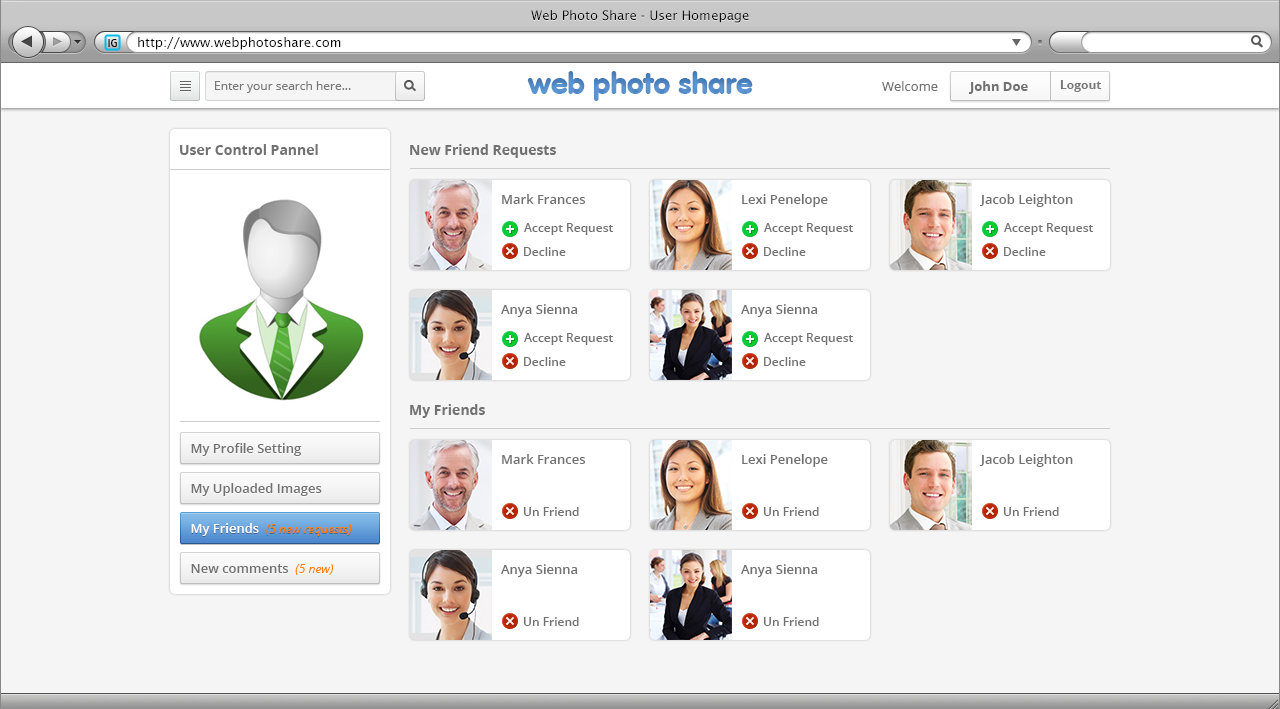 Web Photo Share - User Homepage
IG
http://www.webphotoshare.com
Enter your search here...
web photo share
Welcome
John Doe
Logout
User Control Pannel
My Profile Setting
My Uploaded Images
My Friends (5 new requests)
New comments (5 new)
New Friend Requests
Mark Frances
Accept Request
Decline
Lexi Penelope
Accept Request
Decline
Jacob Leighton
Accept Request
Decline
Anya Sienna
Accept Request
Decline
Anya Sienna
Accept Request
Decline
My Friends
Mark Frances
Un Friend
Lexi Penelope
Un Friend
Jacob Leighton
Un Friend
Anya Sienna
Un Friend
Anya Sienna
Un Friend